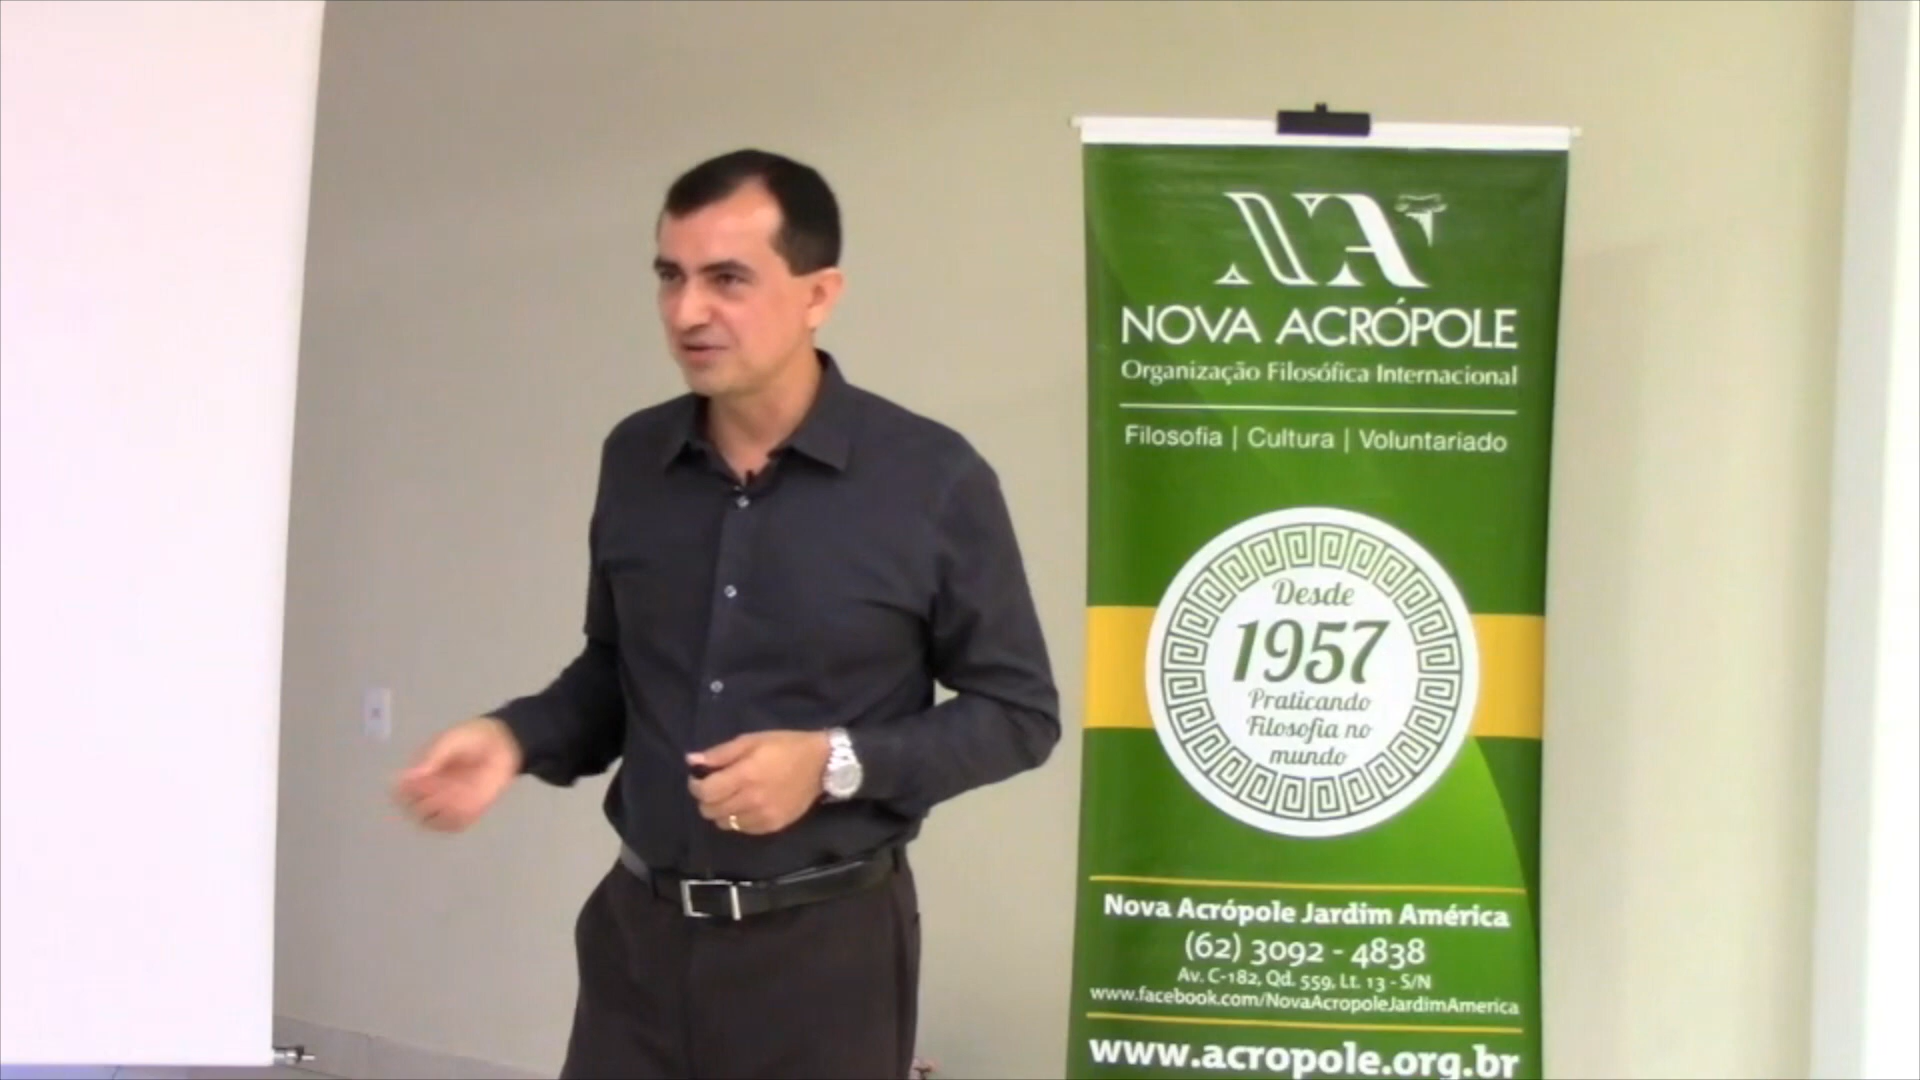 NA
NOVA ACRÓPOLE
Organização Filosófica Internacional
Filosofia | Cultura | Voluntariado
Desde
1957
Praticando
Filosofia no
mundo
Nova Acrópole Jardim América
(62) 3092 - 4838
Av. C-182, Qd. 559, Lt. 13 - S/N
www.facebook.com/NovaAcropoleJardimAmerica
www.acropole.org.br